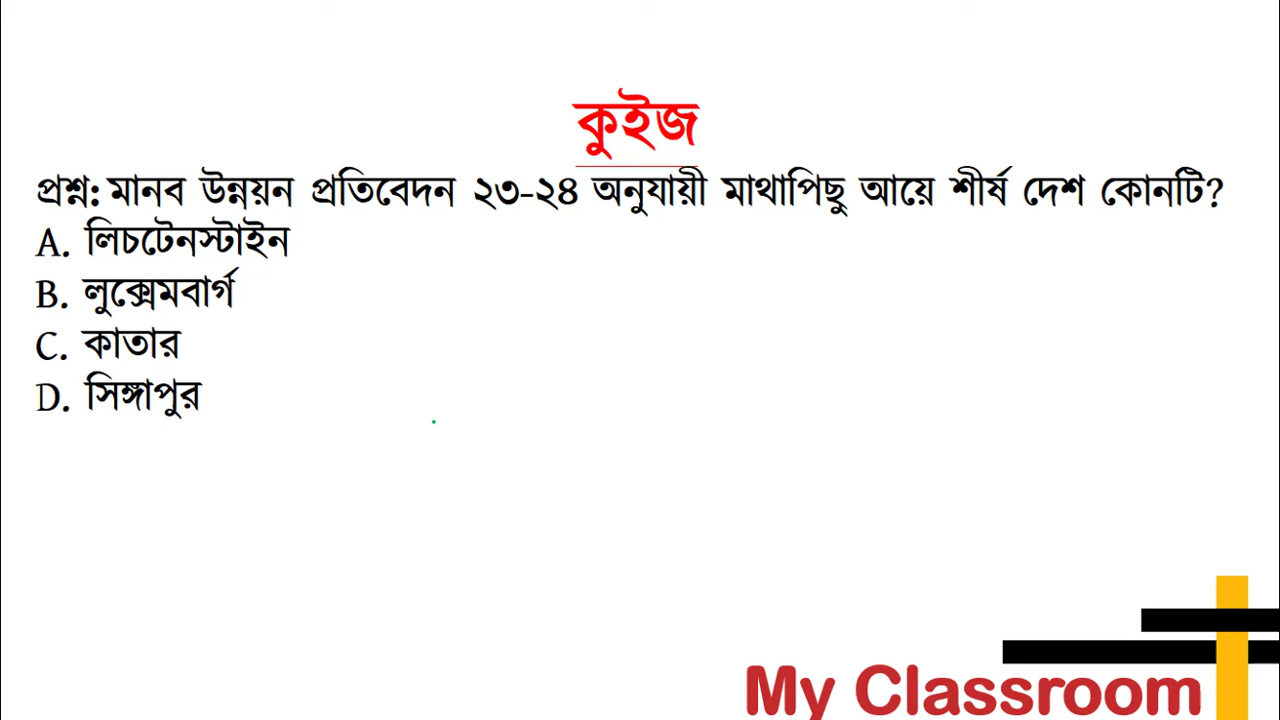 কুইজ
প্রশ্ন: মানব উন্নয়ন প্রতিবেদন ২৩-২৪ অনুযায়ী মাথাপিছু আয়ে শীর্ষ দেশ কোনটি?
A. লিচটেনস্টাইন
B. লুক্সেমবার্গ
C. কাতার
D. সিঙ্গাপুর
My Classroom